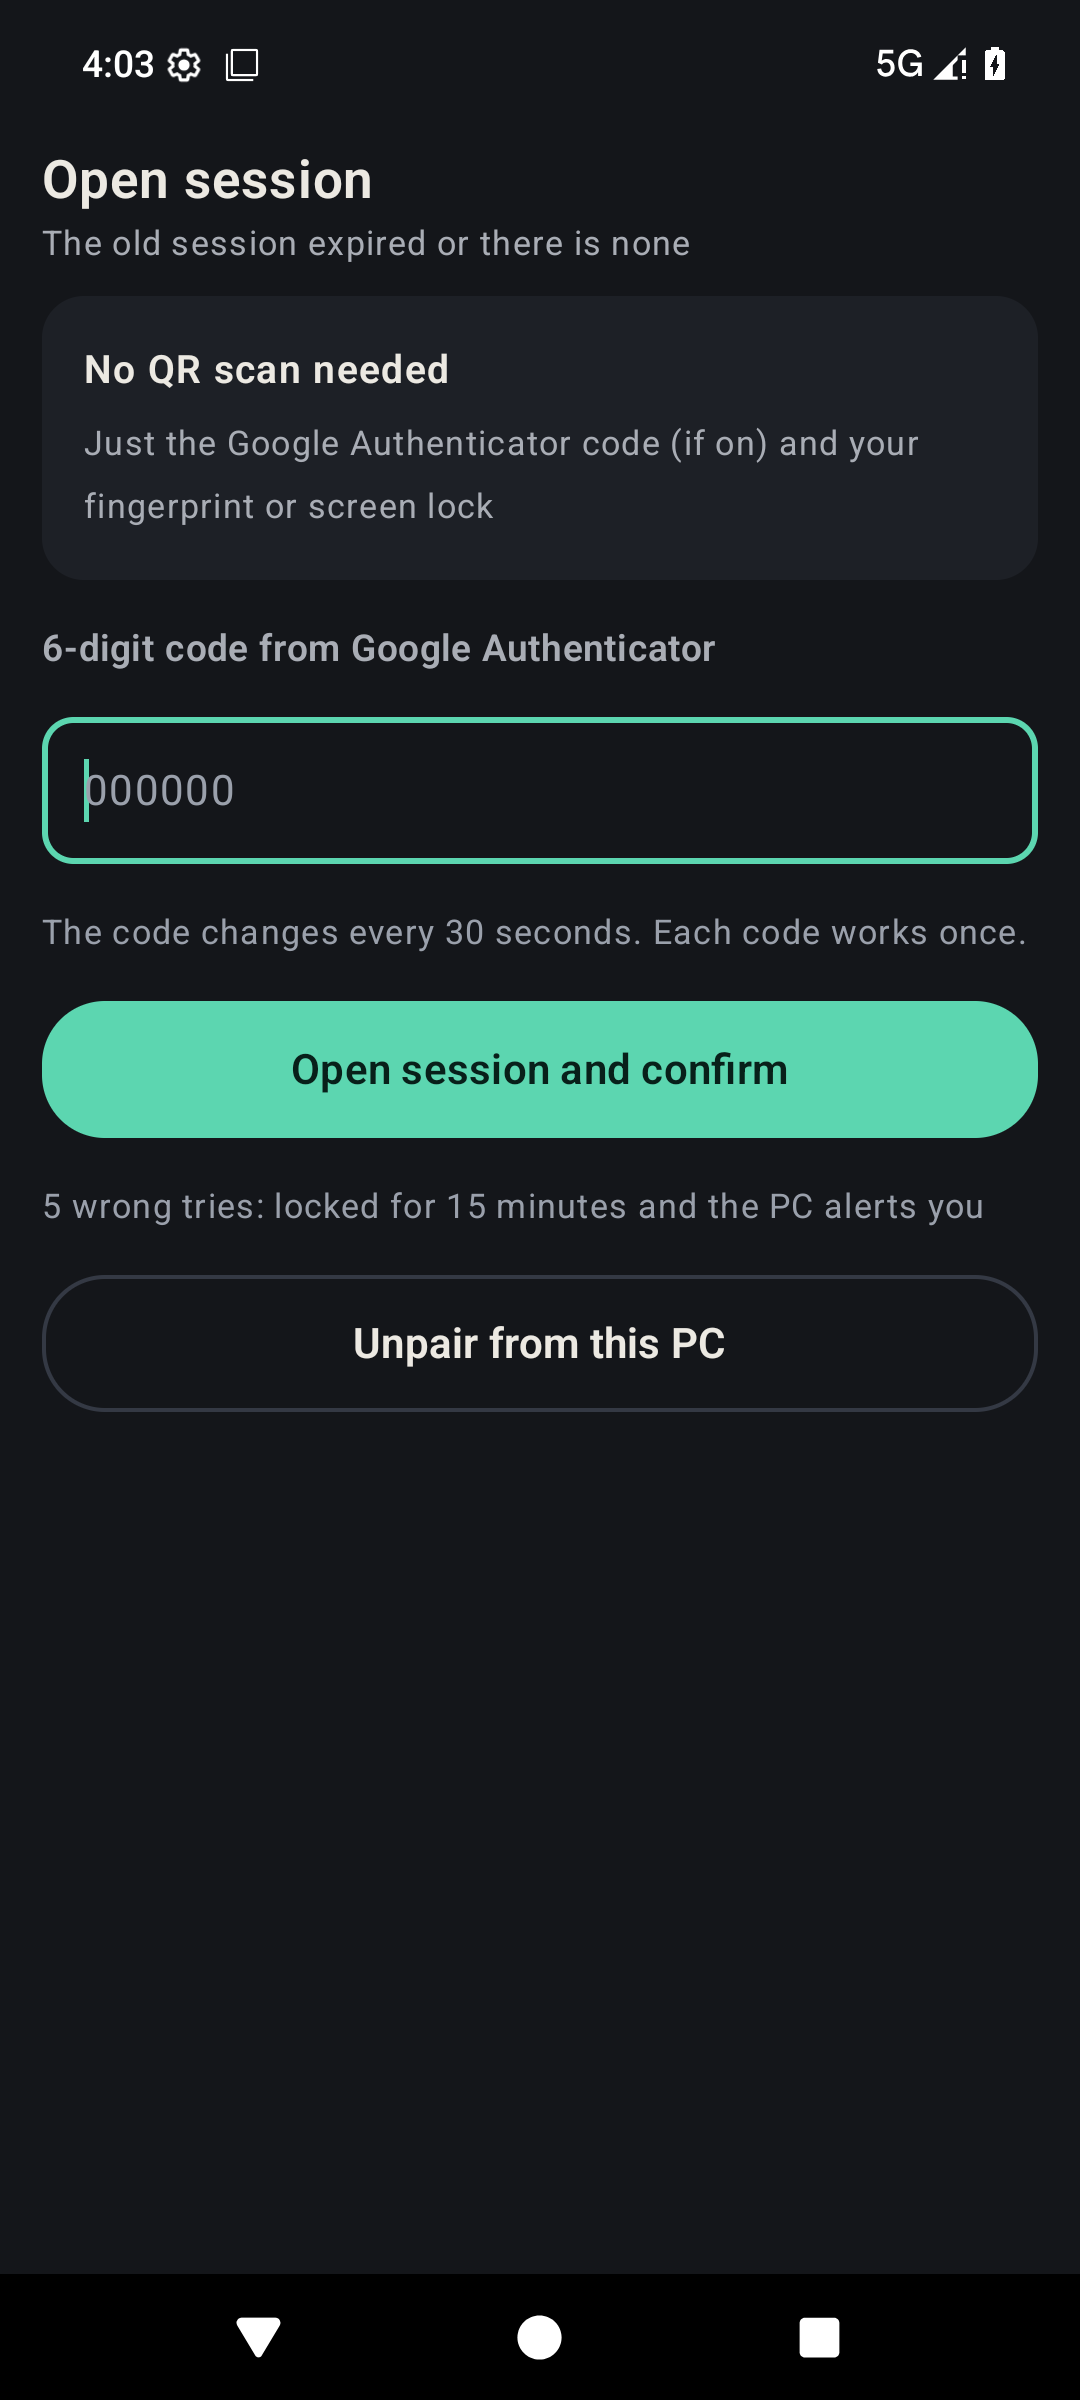 4:03
5G
Open session
The old session expired or there is none
No QR scan needed
Just the Google Authenticator code (if on) and your
fingerprint or screen lock
6-digit code from Google Authenticator
000000
The code changes every 30 seconds. Each code works once.
Open session and confirm
5 wrong tries: locked for 15 minutes and the PC alerts you
Unpair from this PC